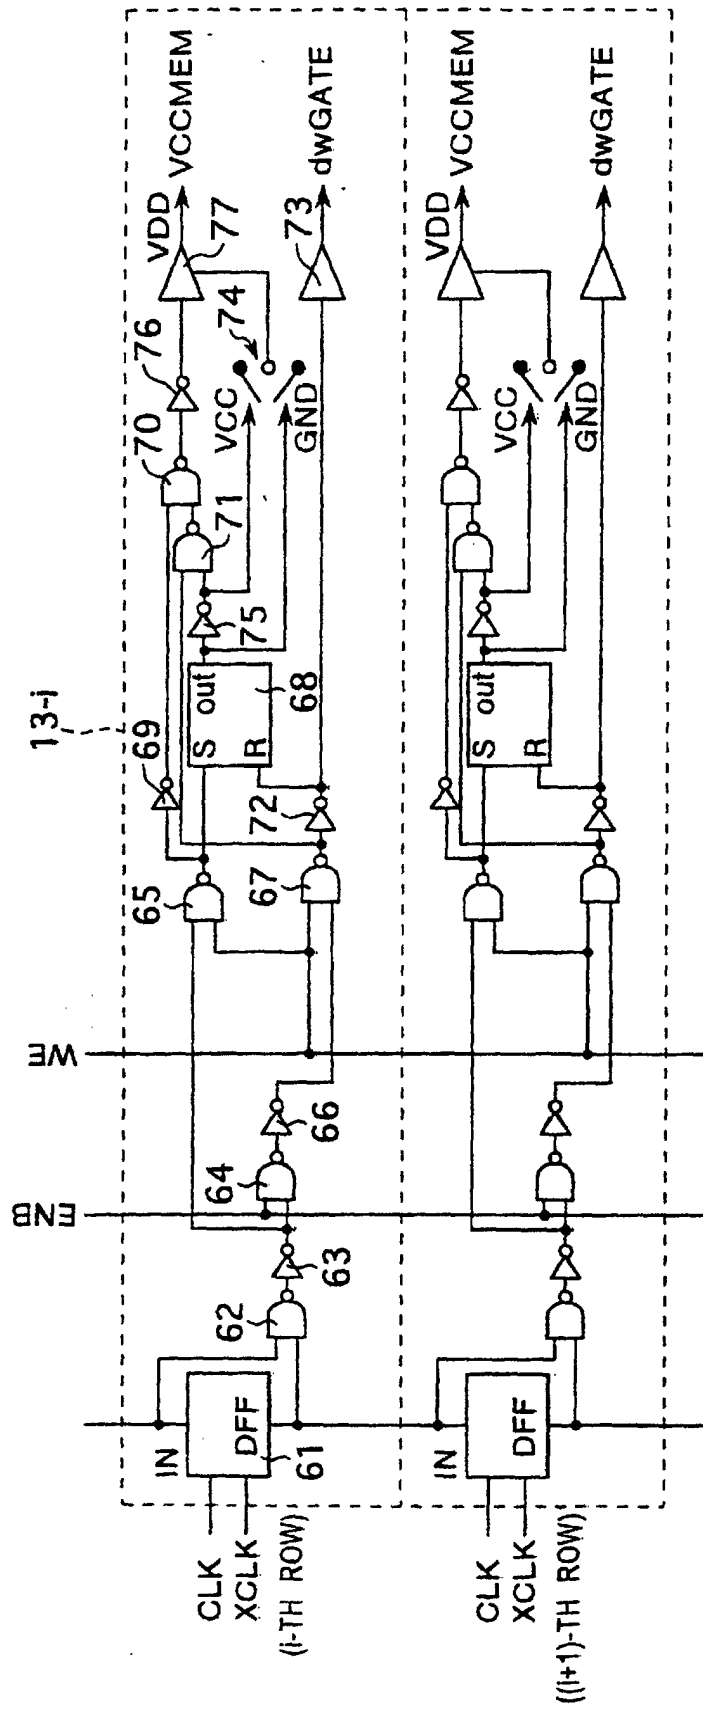 13-i
ENB
WE
CLK
XCLK
(i-TH ROW)
IN
DFF
61
62
63
64
65
66
67
68
69
70
71
72
73
74
75
76
77
S
R
out
VCC
GND
VDD
VCCMEM
dwGATE
CLK
XCLK
((i+1)-TH ROW)
IN
DFF
S
R
out
VCC
GND
VDD
VCCMEM
dwGATE